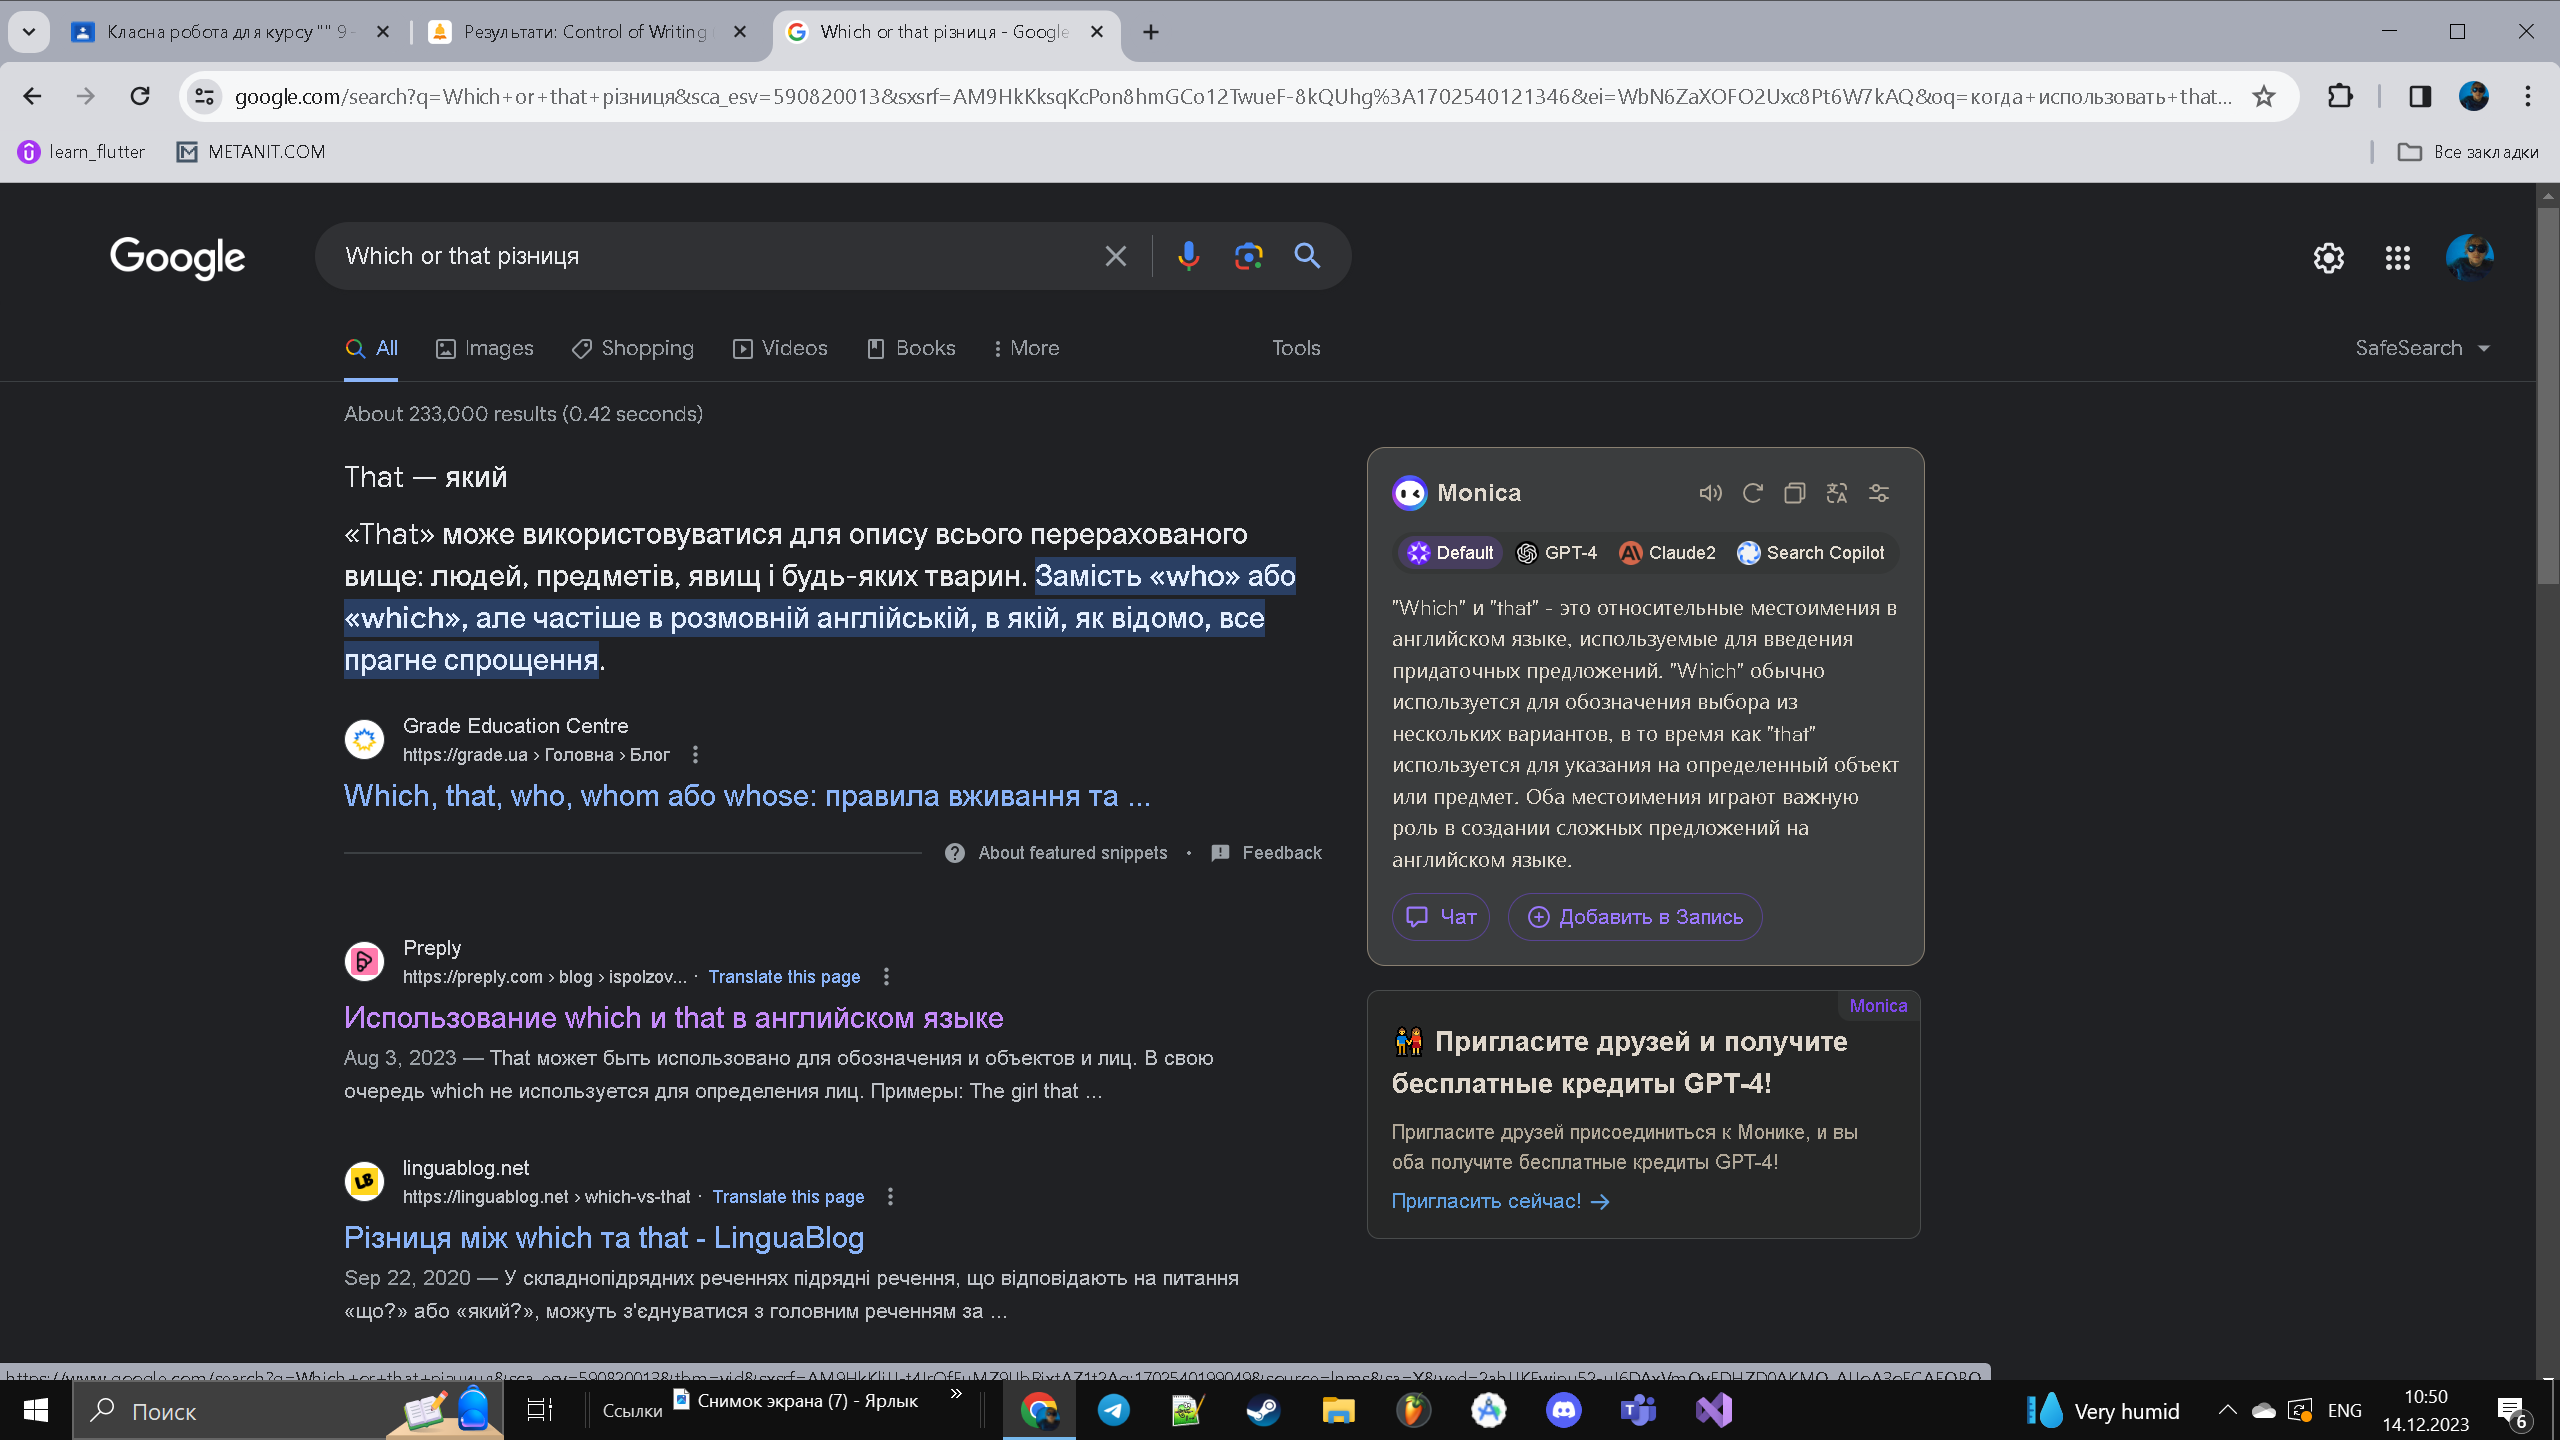 Класна робота для курсу "" 9 -
Результати: Control of Writing
Which or that різниця - Google
google.com/search?q=Which+or+that+різниця&sca_esv=590820013&sxsrf=AM9HkKksqKcPon8hmGCo12TwueF-8kQUhg%3A1702540121346&ei=WbN6ZaXOFO2Uxc8Pt6W7kAQ&oq=когда+использовать+that...
learn_flutter
METANIT.COM
Все закладки
Google
Which or that різниця
All
Images
Shopping
Videos
Books
More
Tools
SafeSearch
About 233,000 results (0.42 seconds)
That — який
«That» може використовуватися для опису всього перерахованого
вище: людей, предметів, явищ і будь-яких тварин. Замість «who» або
«which», але частіше в розмовній англійській, в якій, як відомо, все
прагне спрощення.
Grade Education Centre
https://grade.ua › Головна › Блог
Which, that, who, whom або whose: правила вживання та ...
About featured snippets • Feedback
Preply
https://preply.com › blog › ispolzov... · Translate this page
Использование which и that в английском языке
Aug 3, 2023 — That может быть использовано для обозначения и объектов и лиц. В свою
очередь which не используется для определения лиц. Примеры: The girl that ...
linguablog.net
https://linguablog.net › which-vs-that · Translate this page
Різниця між which та that - LinguaBlog
Sep 22, 2020 — У складнопідрядних реченнях підрядні речення, що відповідають на питання
«що?» або «який?», можуть з'єднуватися з головним реченням за ...
Monica
Default
GPT-4
Claude2
Search Copilot
"Which" и "that" - это относительные местоимения в
английском языке, используемые для введения
придаточных предложений. "Which" обычно
используется для обозначения выбора из
нескольких вариантов, в то время как "that"
используется для указания на определенный объект
или предмет. Оба местоимения играют важную
роль в создании сложных предложений на
английском языке.
Чат
Добавить в Запись
Monica
Пригласите друзей и получите
бесплатные кредиты GPT-4!
Пригласите друзей присоединиться к Монике, и вы
оба получите бесплатные кредиты GPT-4!
Пригласить сейчас! →
Поиск
Ссылки
Снимок экрана (7) - Ярлык
Very humid
ENG
10:50
14.12.2023
6